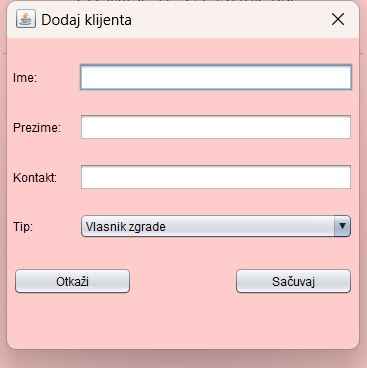 Dodaj klijenta
Ime:
Prezime:
Kontakt:
Tip: Vlasnik zgrade
Otkaži Sačuvaj